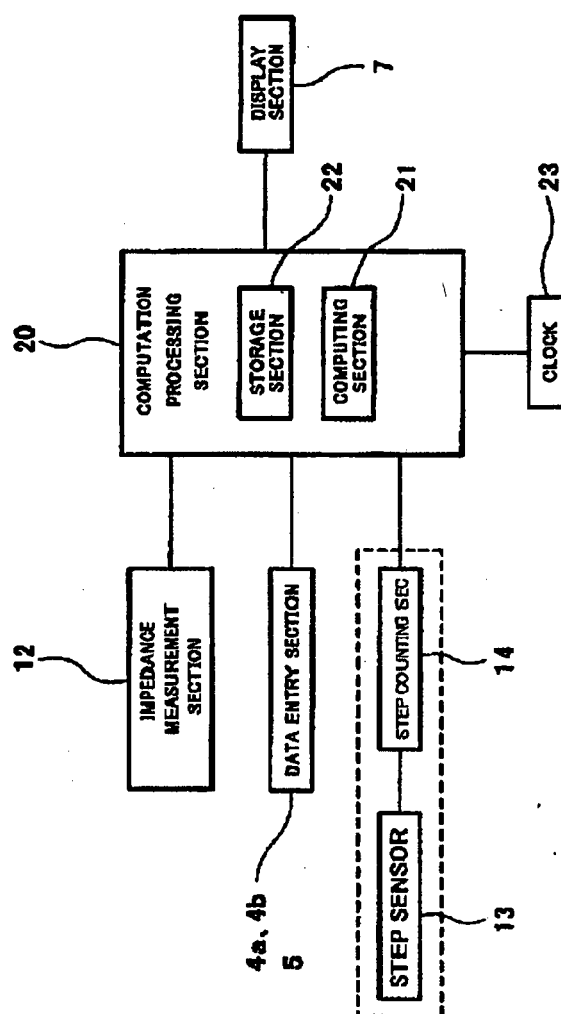 12
IMPEDANCE
MEASUREMENT
SECTION
4a、4b
5
DATA ENTRY SECTION
STEP SENSOR
13
STEP COUNTING SEC
14
20
COMPUTATION
PROCESSING
SECTION
STORAGE
SECTION
22
COMPUTING
SECTION
21
DISPLAY
SECTION
7
CLOCK
23